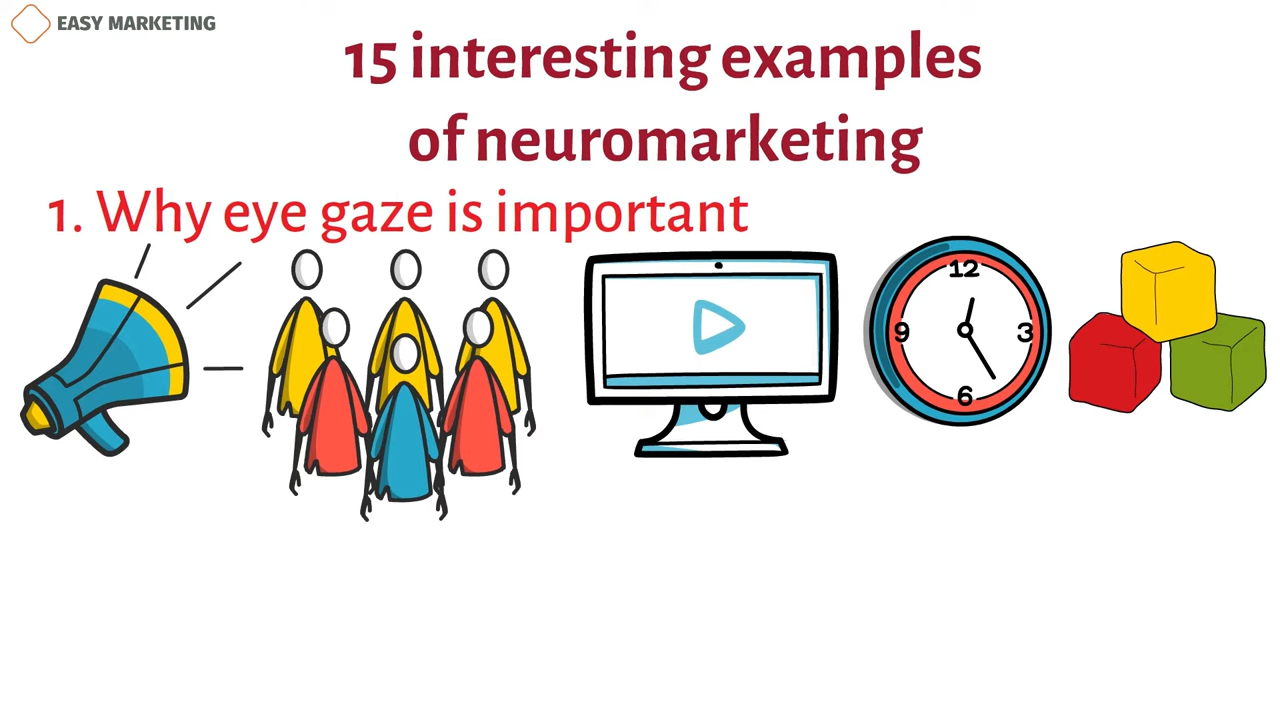 EASY MARKETING
15 interesting examples
of neuromarketing
1. Why eye gaze is important
12
9
3
6